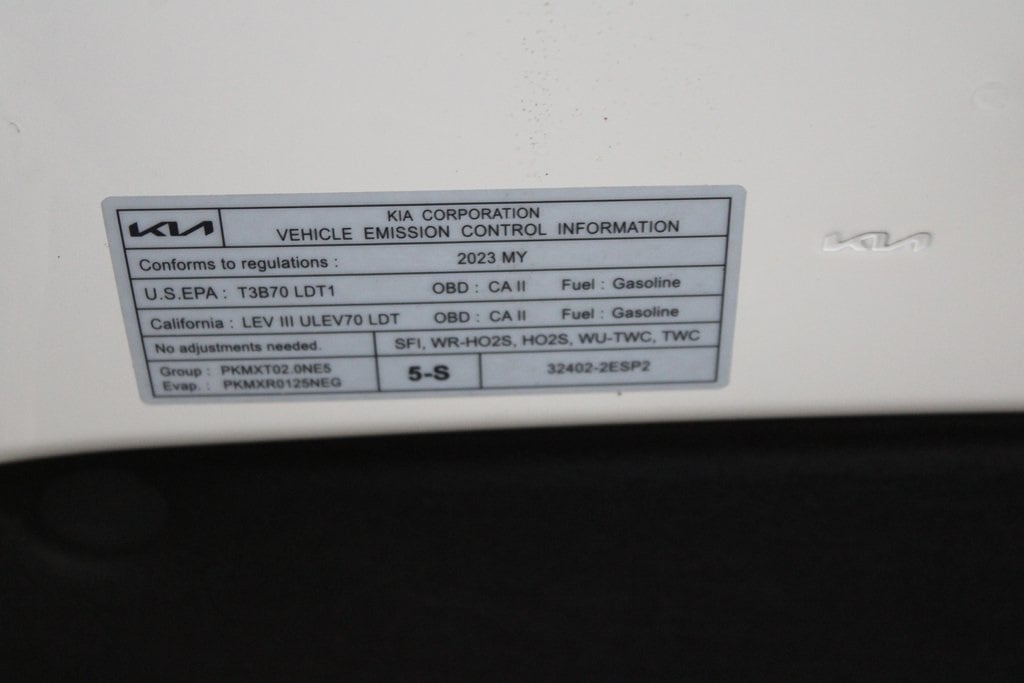 KIA
KIA CORPORATION
VEHICLE EMISSION CONTROL INFORMATION
Conforms to regulations : 2023 MY
U.S.EPA : T3B70 LDT1 OBD : CA II Fuel : Gasoline
California : LEV III ULEV70 LDT OBD : CA II Fuel : Gasoline
No adjustments needed. SFI, WR-HO2S, HO2S, WU-TWC, TWC
Group : PKMXT02.0NE5
Evap. : PKMXR0125NEG
5-S
32402-2ESP2
KIA